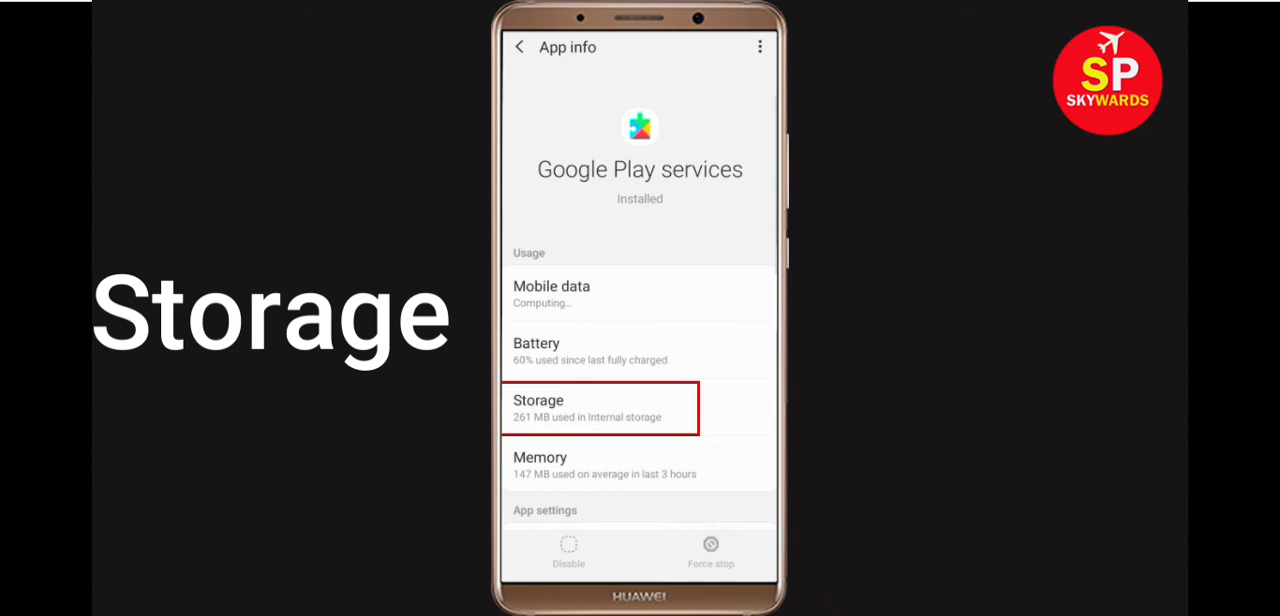 App info
SP
SKYWARDS
Google Play services
Installed
Usage
Mobile data
Computing...
Storage
Battery
60% used since last fully charged
Storage
261 MB used in Internal storage
Memory
147 MB used on average in last 3 hours
App settings
Disable
Force stop
HUAWEI